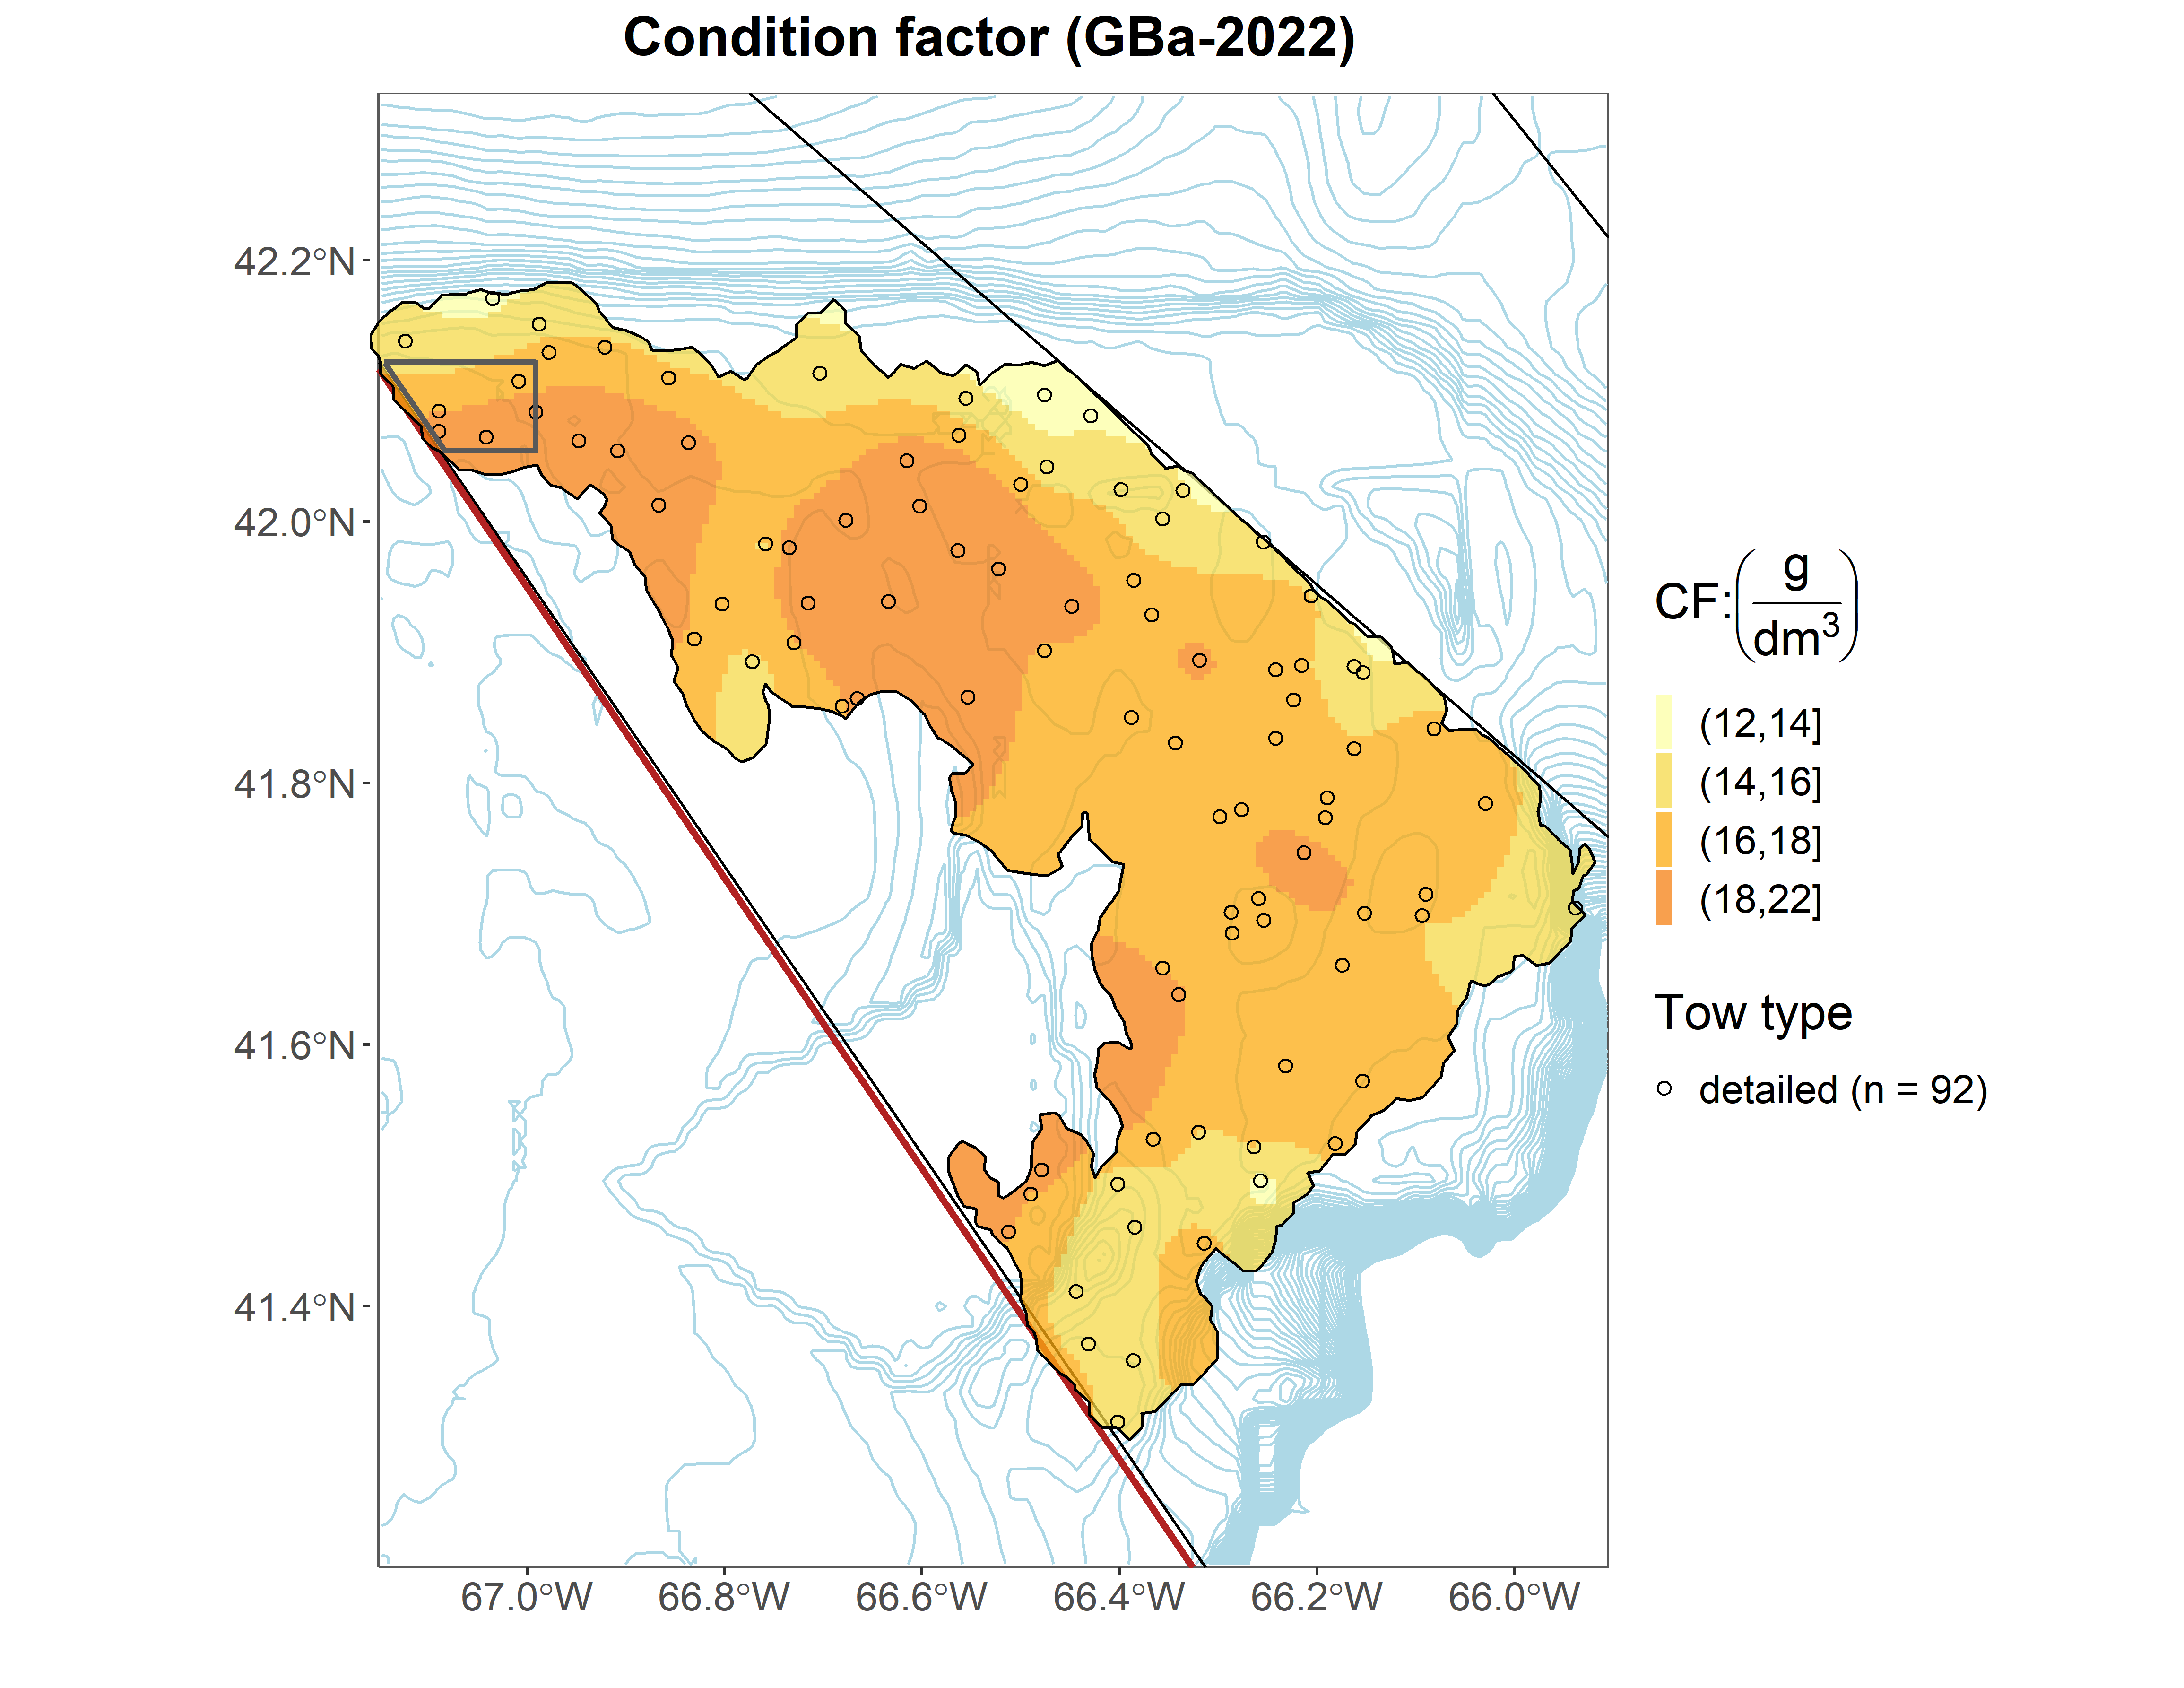 Condition factor (GBa-2022)
42.2°N
42.0°N
41.8°N
41.6°N
41.4°N
67.0°W
66.8°W
66.6°W
66.4°W
66.2°W
66.0°W
CF:(g/dm³)
(12,14]
(14,16]
(16,18]
(18,22]
Tow type
detailed (n = 92)